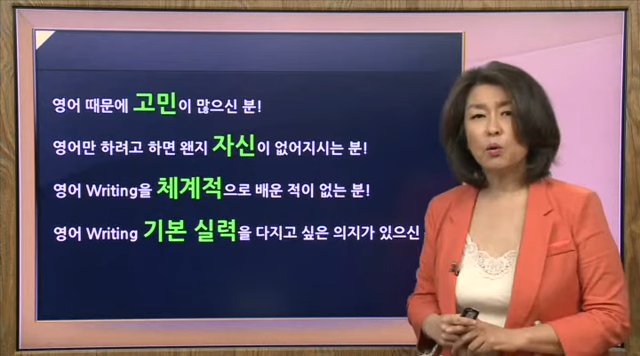 영어 때문에 고민이 많으신 분!
영어만 하려고 하면 왠지 자신이 없어지시는 분!
영어 Writing을 체계적으로 배운 적이 없는 분!
영어 Writing 기본 실력을 다지고 싶은 의지가 있으신